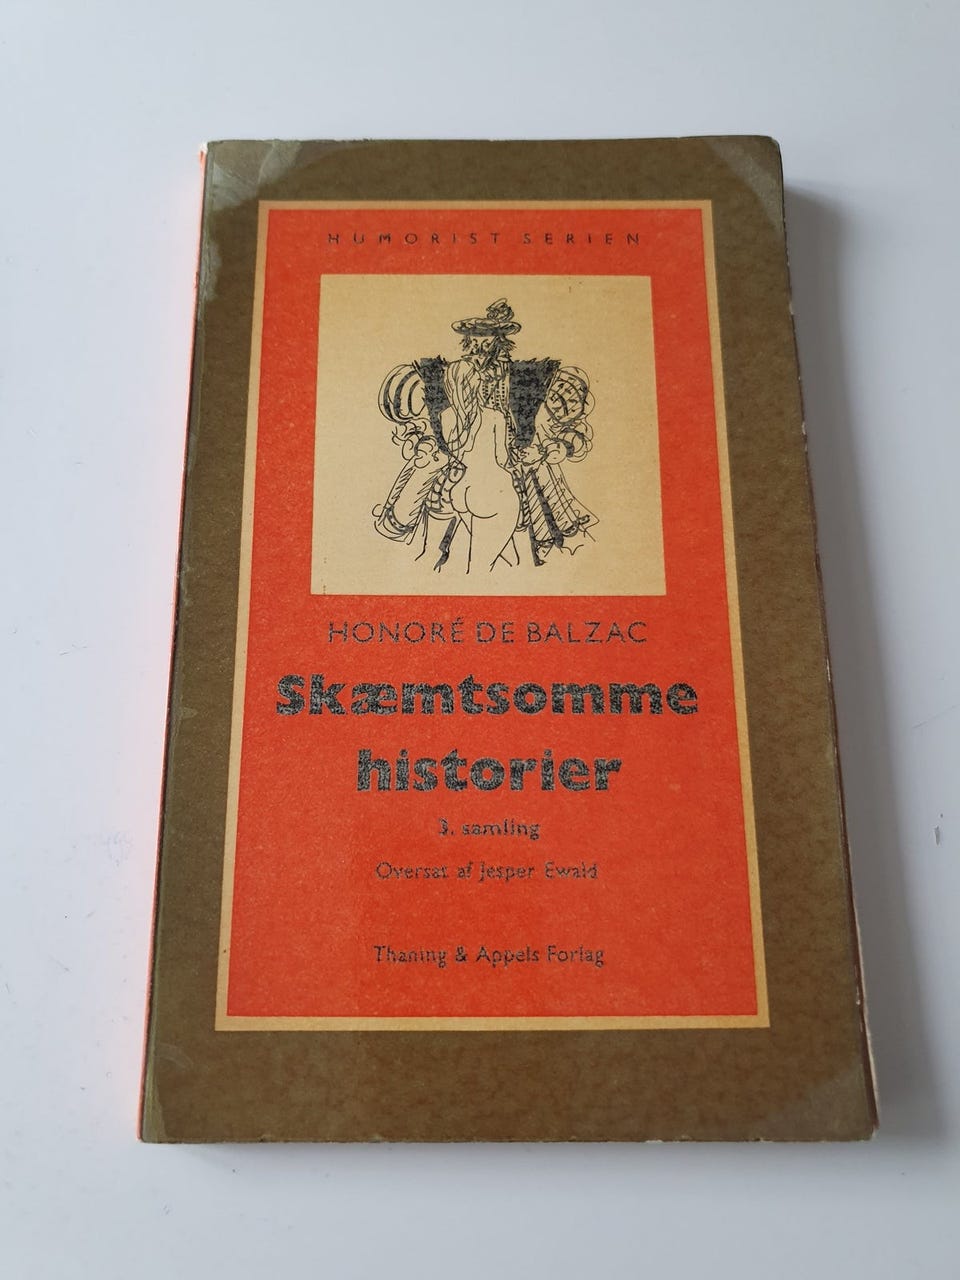 HUMORIST SERIEN
HONORÉ DE BALZAC
Skæmtsomme
historier
3. samling
Oversat af Jesper Ewald
Thaning & Appels Forlag